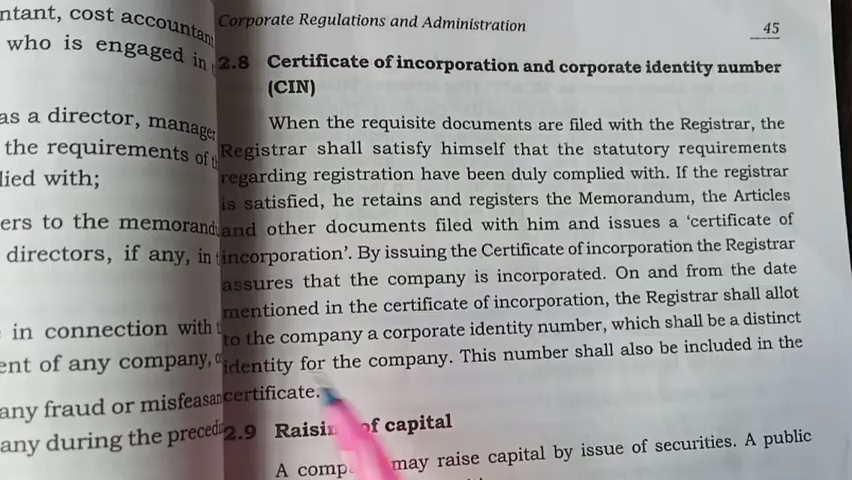 ntant, cost accountant
who is engaged in
as a director, manager
the requirements of
lied with;
ers to the memorand
directors, if any, in
in connection with
ent of any company,
any fraud or misfeasan
any during the preced
Corporate Regulations and Administration 45
2.8 Certificate of incorporation and corporate identity number
(CIN)
When the requisite documents are filed with the Registrar, the
Registrar shall satisfy himself that the statutory requirements
regarding registration have been duly complied with. If the registrar
is satisfied, he retains and registers the Memorandum, the Articles
and other documents filed with him and issues a ‘certificate of
incorporation’. By issuing the Certificate of incorporation the Registrar
assures that the company is incorporated. On and from the date
mentioned in the certificate of incorporation, the Registrar shall allot
to the company a corporate identity number, which shall be a distinct
identity for the company. This number shall also be included in the
certificate.
2.9 Raising of capital
A comp may raise capital by issue of securities. A public